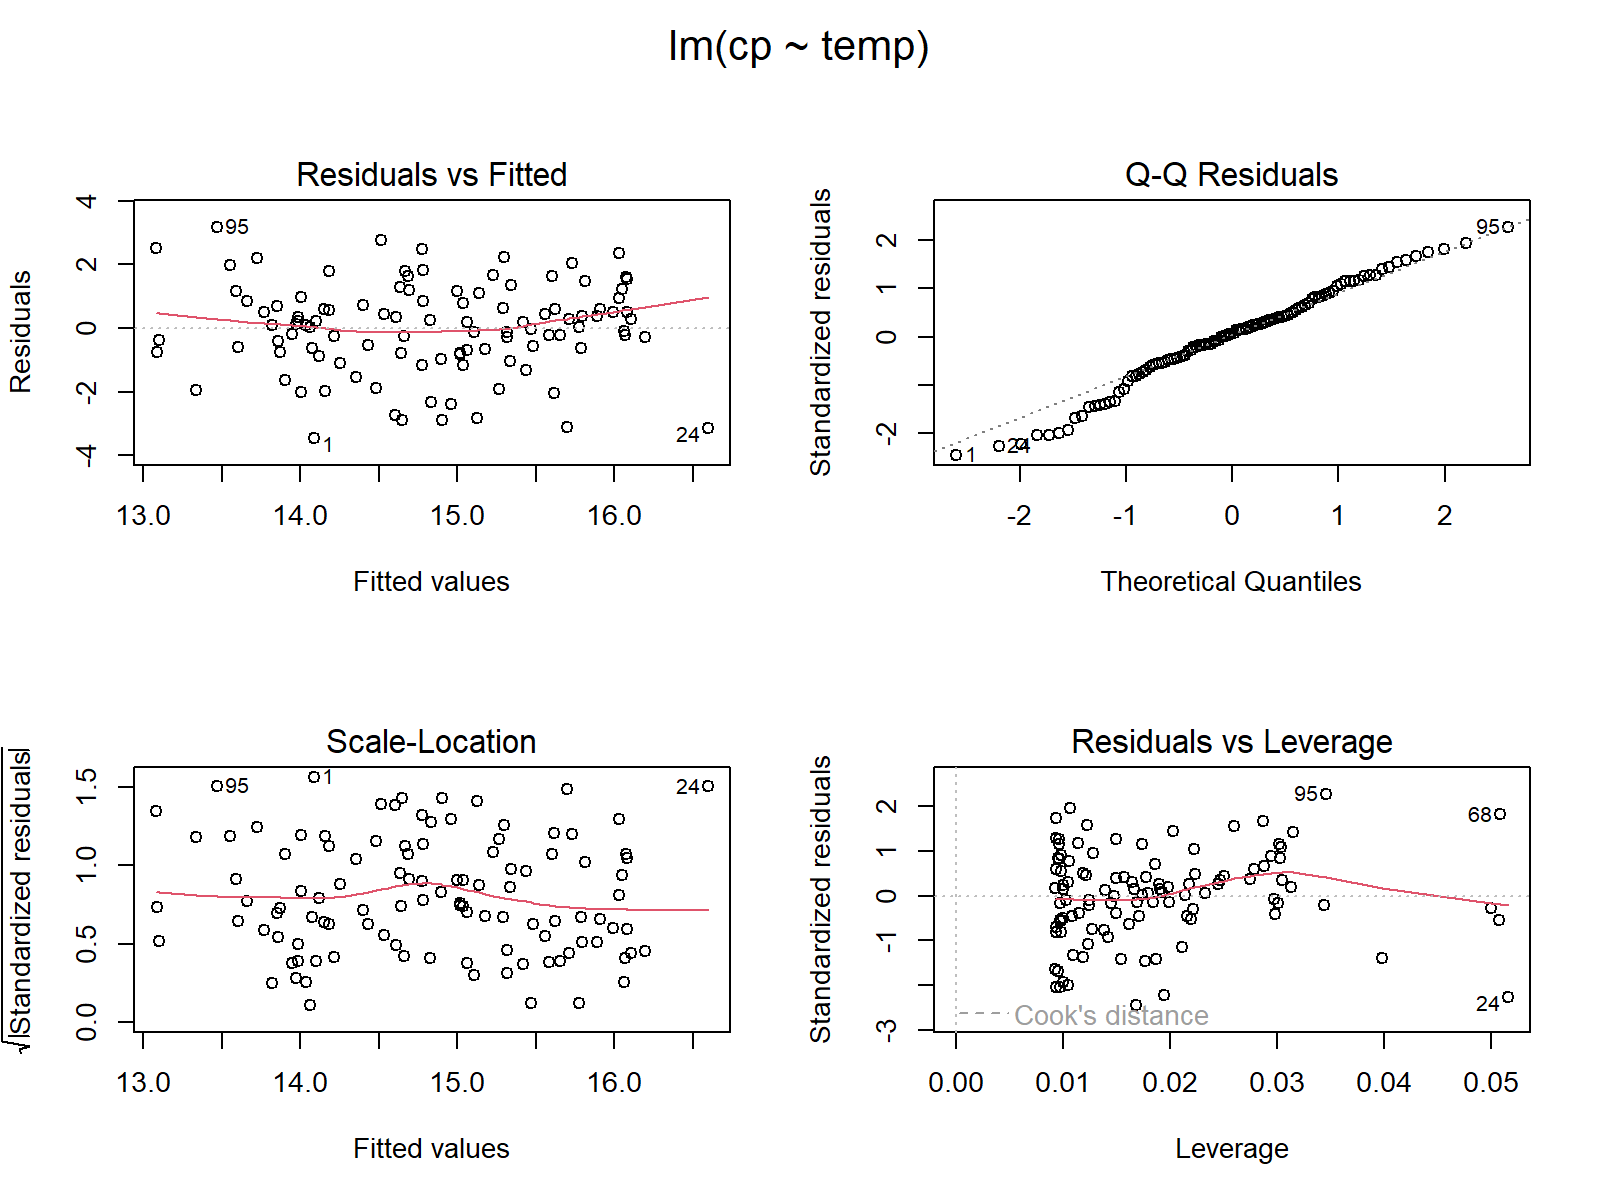 lm(cp ~ temp)
Residuals vs Fitted
Residuals
4
2
0
-2
-4
95
1
24
13.0 14.0 15.0 16.0
Fitted values
Q-Q Residuals
Standardized residuals
2
1
0
-2
95
1
24
-2 -1 0 1 2
Theoretical Quantiles
Scale-Location
√|Standardized residuals|
1.5
1.0
0.5
0.0
95
1
24
13.0 14.0 15.0 16.0
Fitted values
Residuals vs Leverage
Standardized residuals
2
1
0
-1
-3
95
68
24
Cook's distance
0.00 0.01 0.02 0.03 0.04 0.05
Leverage